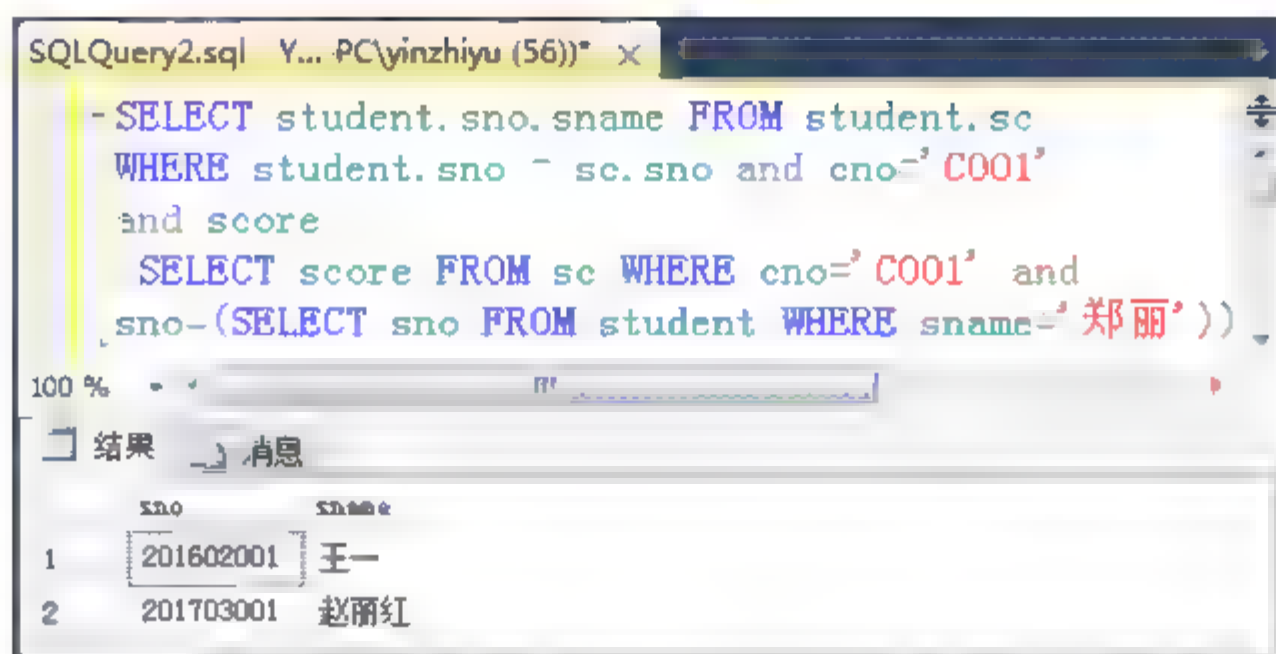 SQLQuery2.sql Y... PC\yinzhiyu (56))* ×
SELECT student.sno.sname FROM student.sc
WHERE student.sno - sc.sno and cno='C001'
and score
SELECT score FROM sc WHERE cno='C001' and
sno-(SELECT sno FROM student WHERE sname='郑丽'))
100 %
结果 消息
sno sname
1 201602001 王一
2 201703001 赵丽红